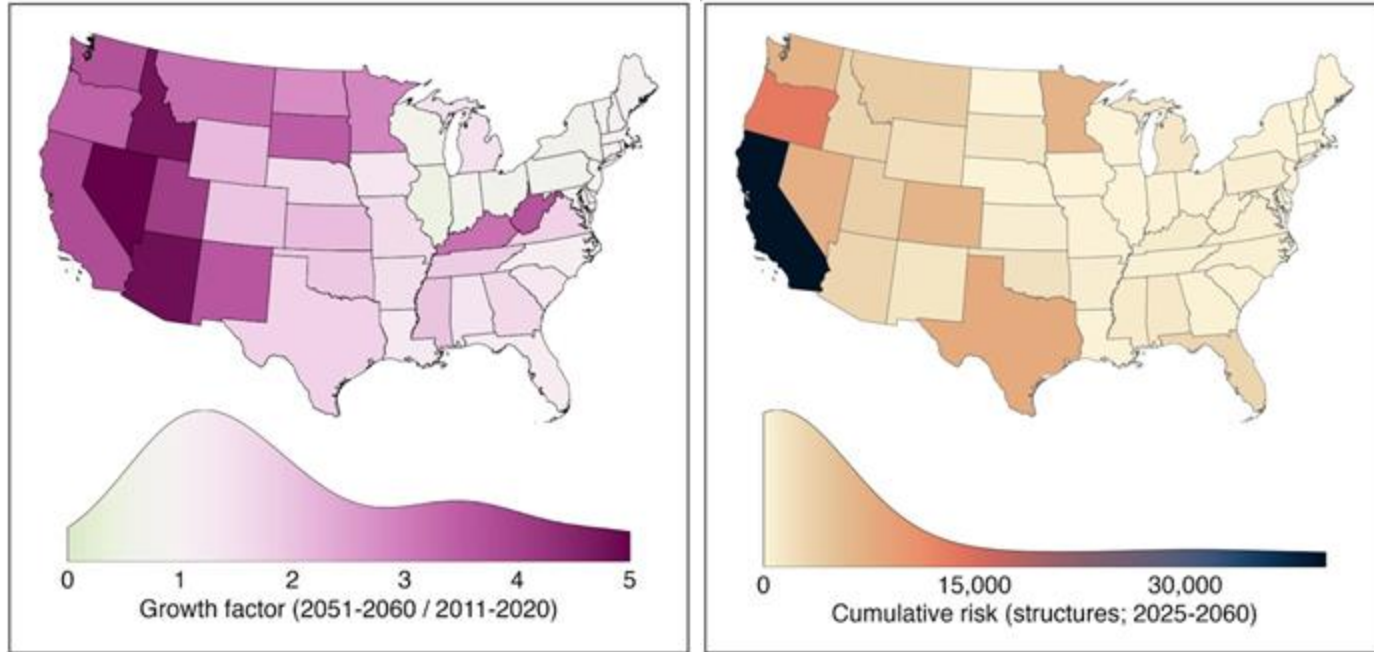 0 1 2 3 4 5
Growth factor (2051-2060 / 2011-2020)
0 15,000 30,000
Cumulative risk (structures; 2025-2060)